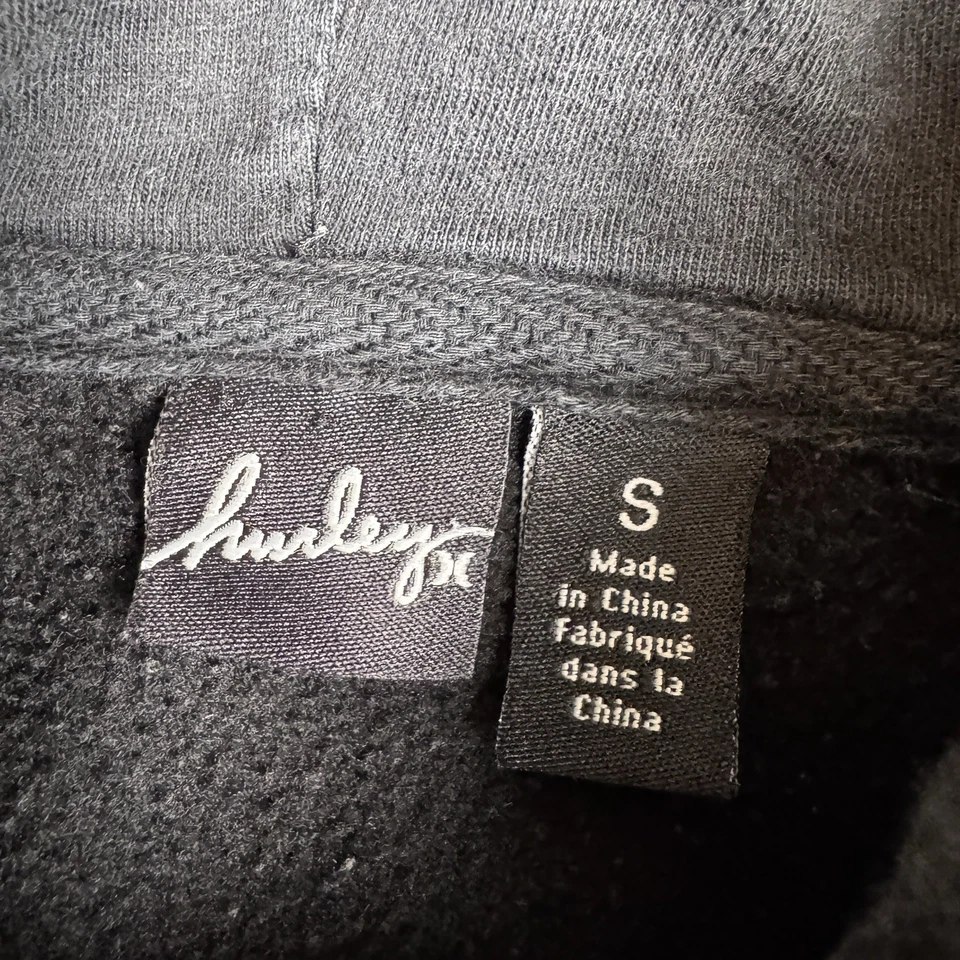 hurley
S
Made
in China
Fabriqué
dans la
China